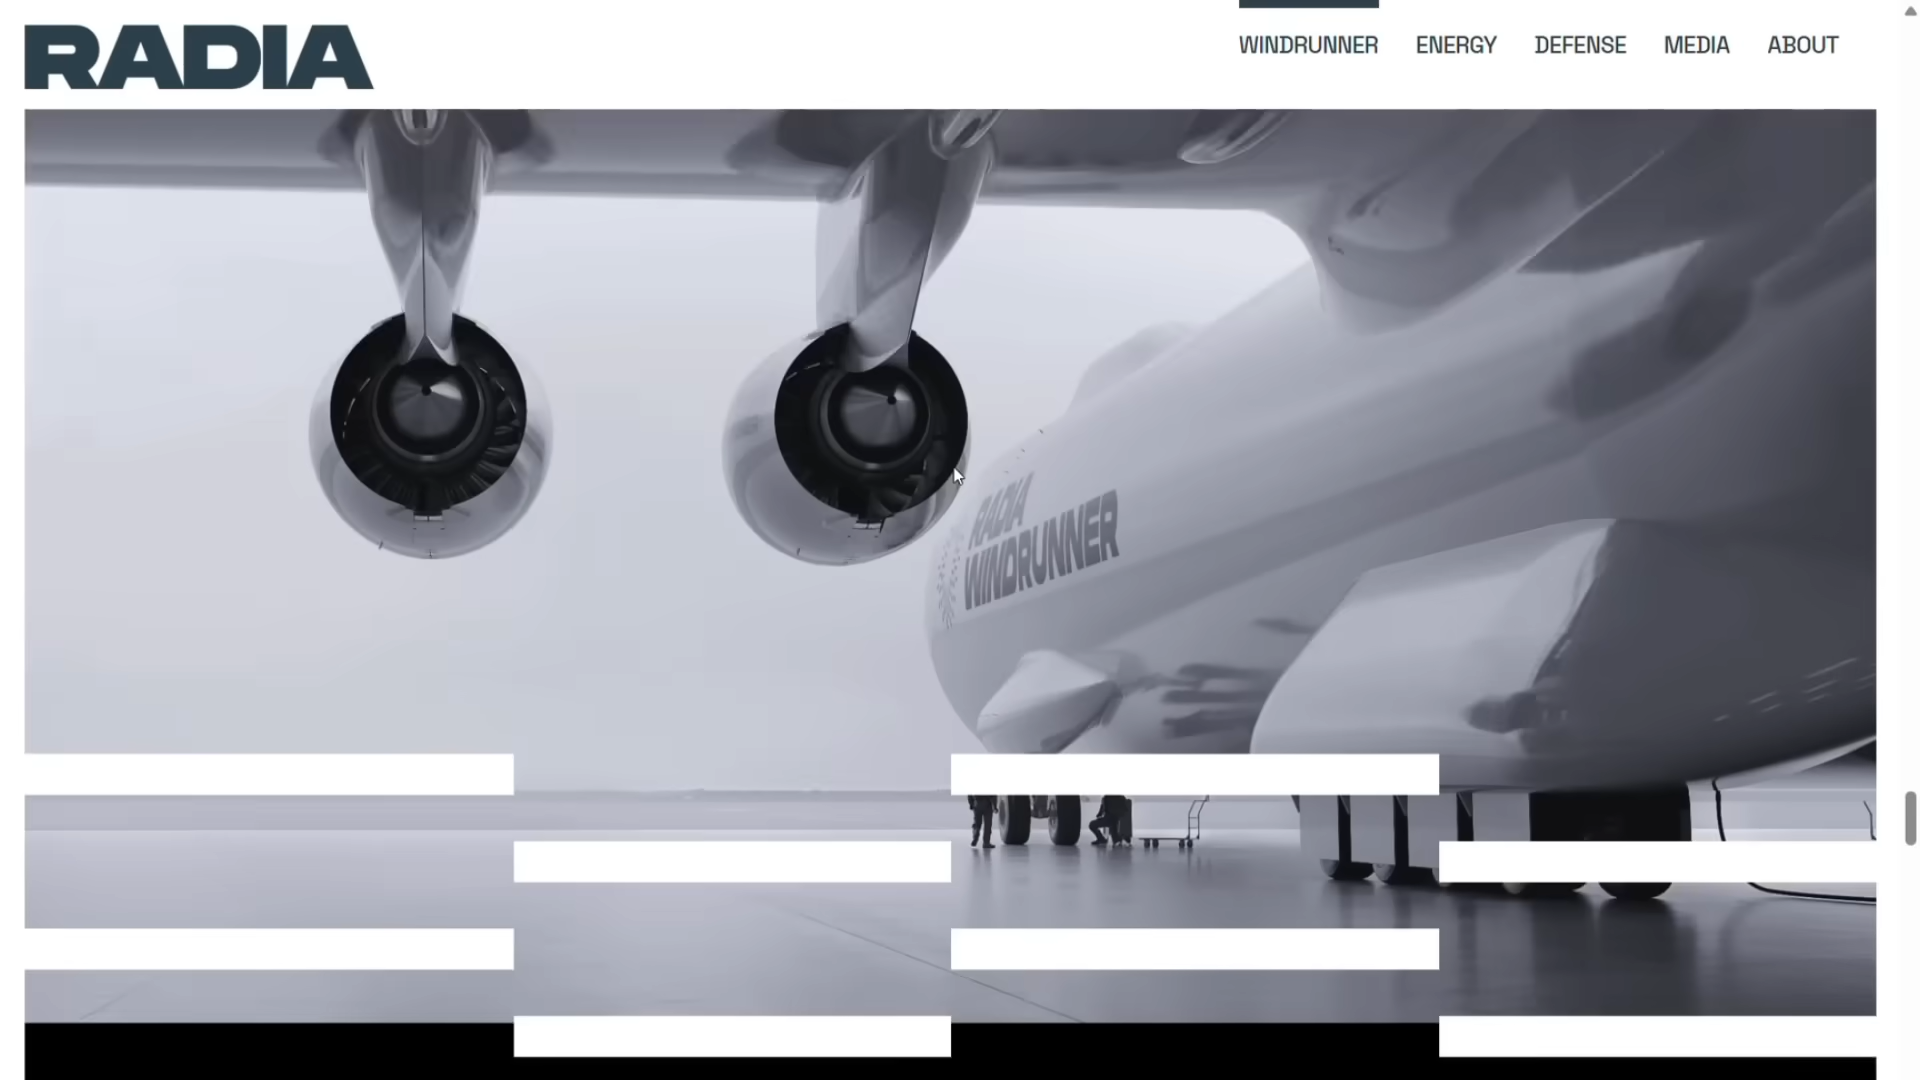 RADIA
WINDRUNNER
ENERGY
DEFENSE
MEDIA
ABOUT
RADIA
WINDRUNNER